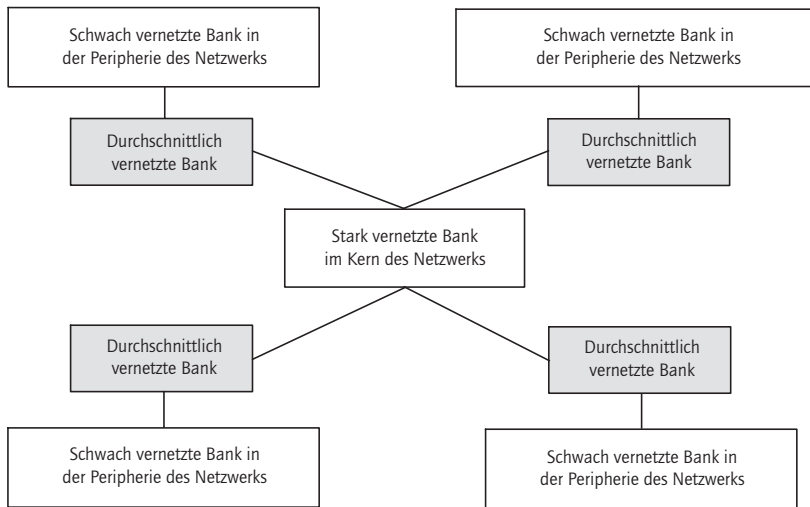 Schwach vernetzte Bank in
der Peripherie des Netzwerks
Schwach vernetzte Bank in
der Peripherie des Netzwerks
Durchschnittlich
vernetzte Bank
Durchschnittlich
vernetzte Bank
Stark vernetzte Bank
im Kern des Netzwerks
Durchschnittlich
vernetzte Bank
Durchschnittlich
vernetzte Bank
Schwach vernetzte Bank in
der Peripherie des Netzwerks
Schwach vernetzte Bank in
der Peripherie des Netzwerks